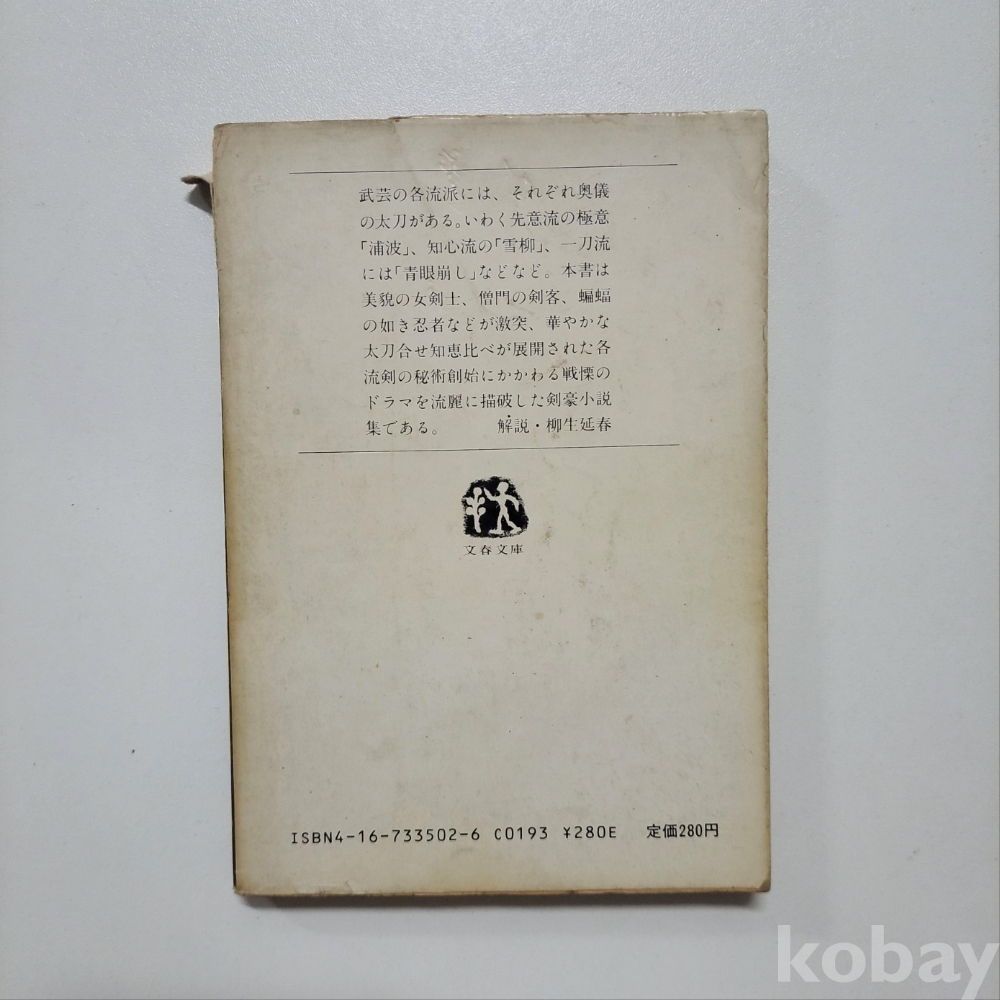 武芸の各流派には、それぞれ奥儀
の太刀がある。いわく先意流の極意
「浦波」、知心流の「雪柳」、一刀流
には「青眼崩し」などなど。本書は
美貌の女剣士、僧門の剣客、蝙蝠
の如き忍者などが激突、華やかな
太刀合せ知恵比べが展開された各
流剣の秘術創始にかかわる戦慄の
ドラマを流麗に描破した剣豪小説
集である。 解説・柳生延春
文春文庫
ISBN4-16-733502-6 C0193 ¥280E 定価280円
kobay